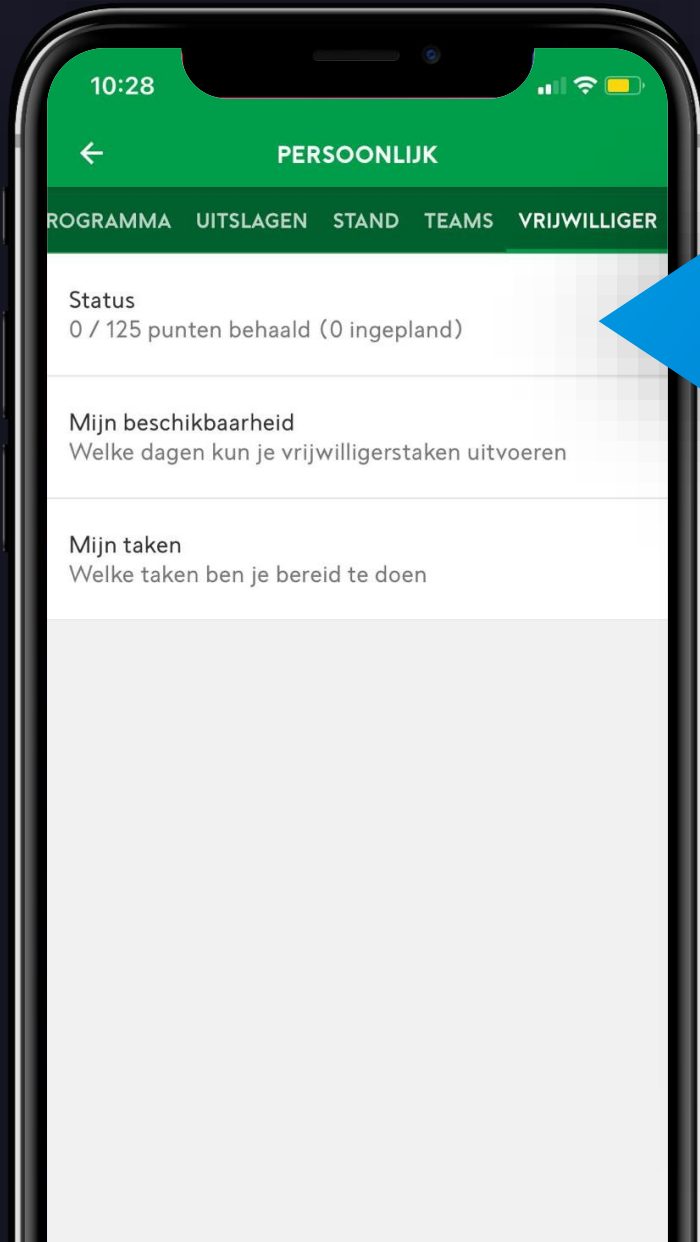 10:28
PERSOONLIJK
ROGRAMMA UITSLAGEN STAND TEAMS VRIJWILLIGER
Status
0 / 125 punten behaald (0 ingepland)
Mijn beschikbaarheid
Welke dagen kun je vrijwilligerstaken uitvoeren
Mijn taken
Welke taken ben je bereid te doen